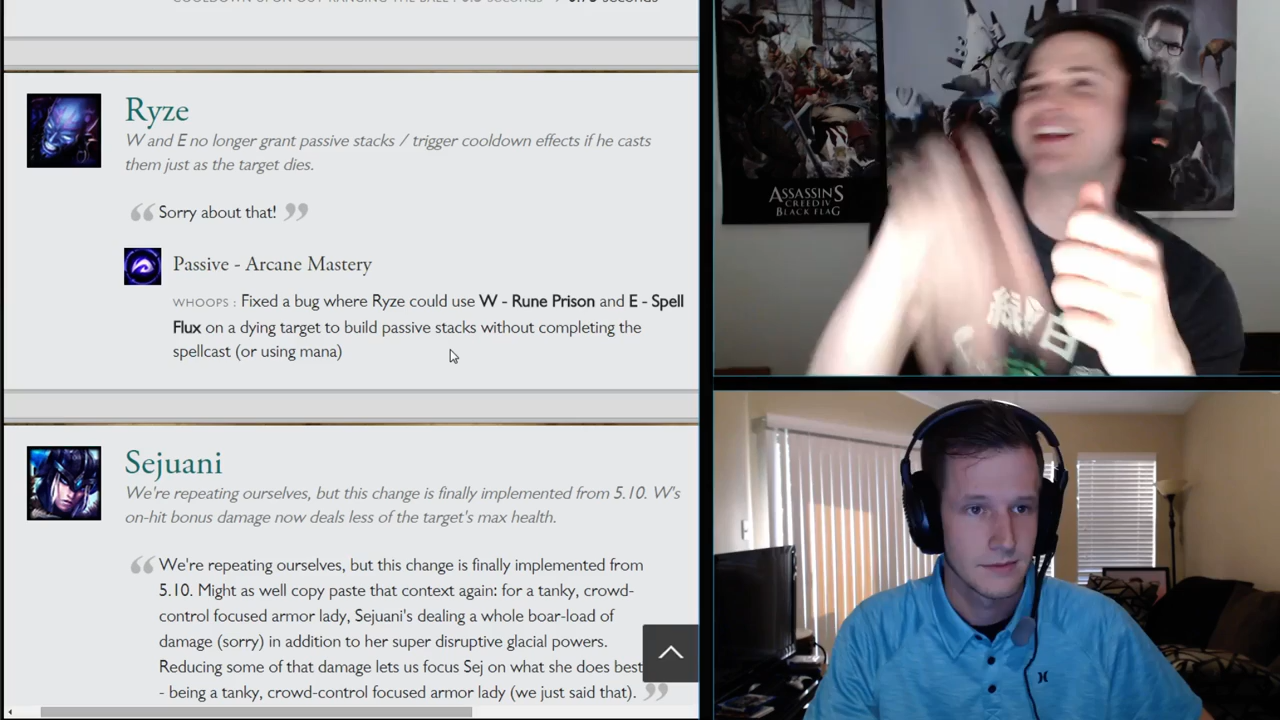 Ryze
W and E no longer grant passive stacks / trigger cooldown effects if he casts
them just as the target dies.
Sorry about that!
Passive - Arcane Mastery
WHOOPS : Fixed a bug where Ryze could use W - Rune Prison and E - Spell
Flux on a dying target to build passive stacks without completing the
spellcast (or using mana)
Sejuani
We're repeating ourselves, but this change is finally implemented from 5.10. W's
on-hit bonus damage now deals less of the target's max health.
We're repeating ourselves, but this change is finally implemented from
5.10. Might as well copy paste that context again: for a tanky, crowd-
control focused armor lady, Sejuani's dealing a whole boar-load of
damage (sorry) in addition to her super disruptive glacial powers.
Reducing some of that damage lets us focus Sej on what she does best
- being a tanky, crowd-control focused armor lady (we just said that).
ASSASSIN'S
CREED IV
BLACK FLAG